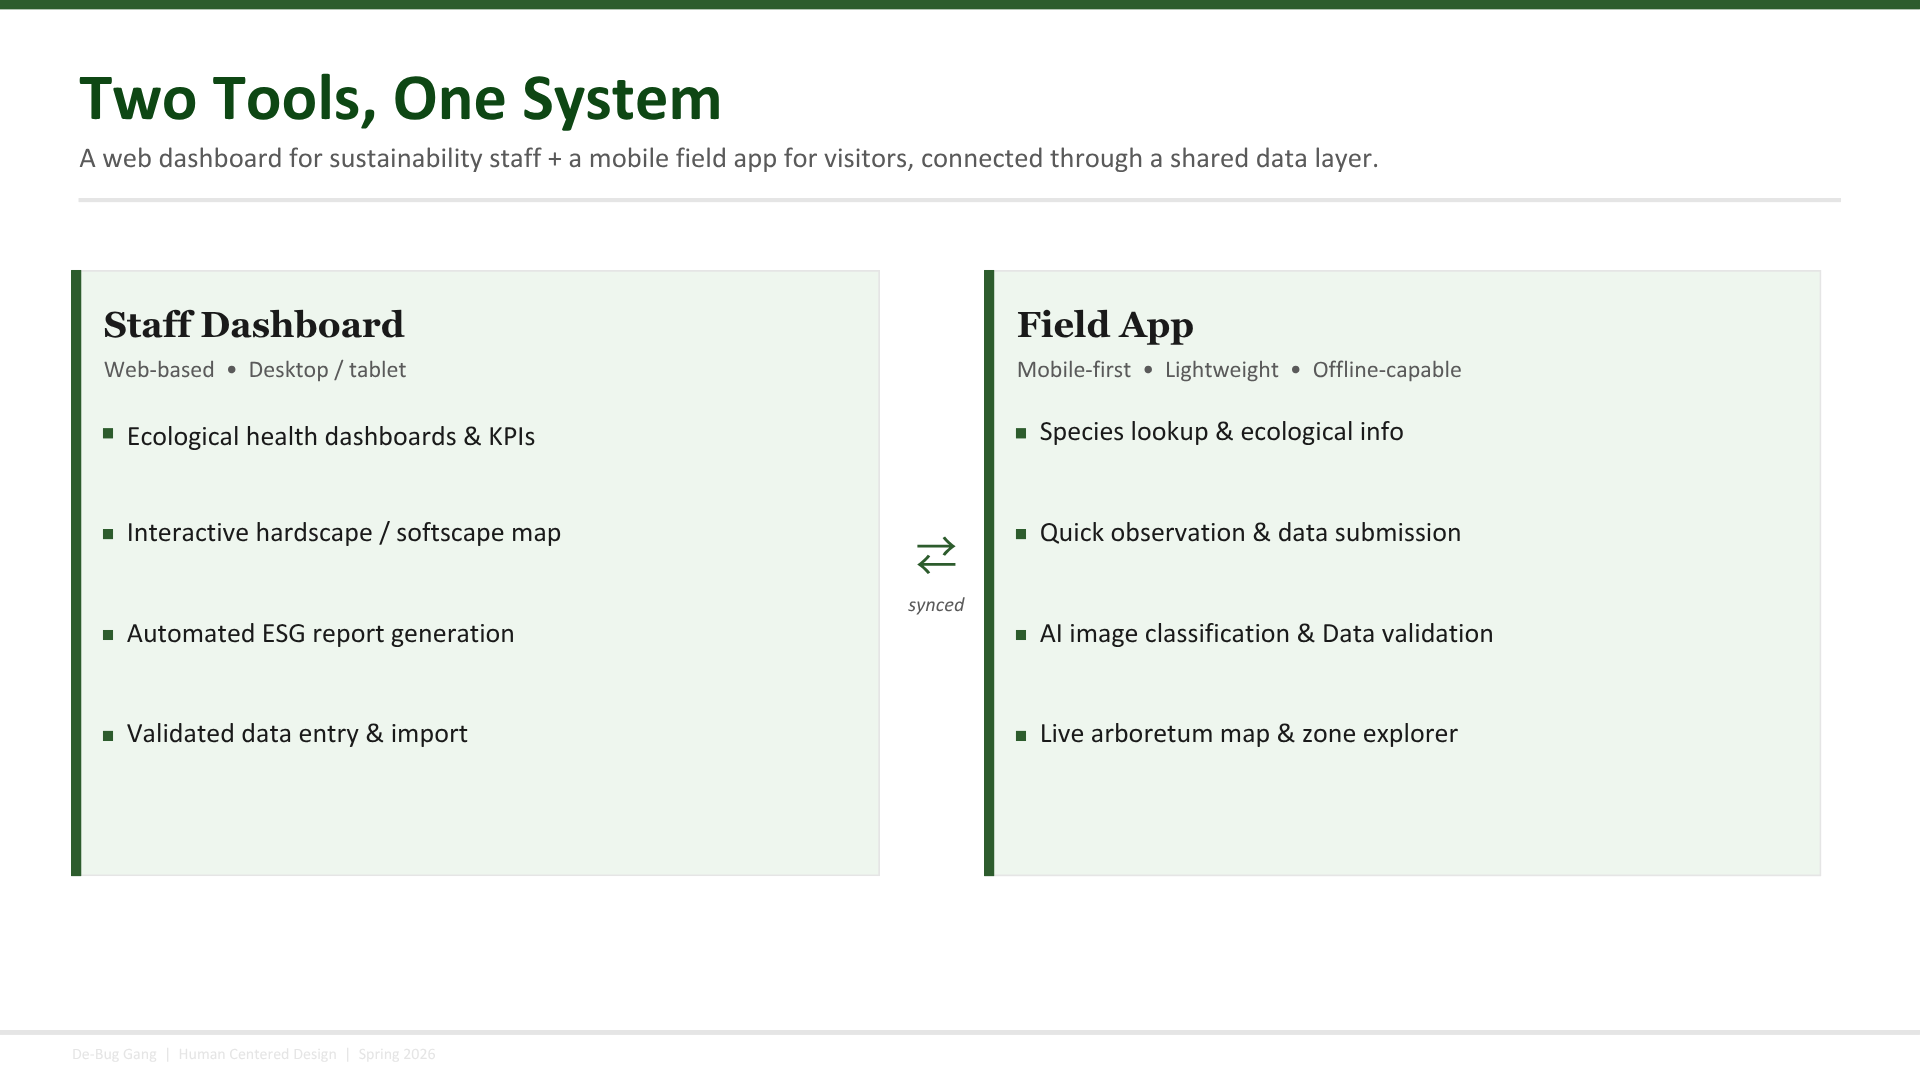 Two Tools, One System
A web dashboard for sustainability staff + a mobile field app for visitors, connected through a shared data layer.
Staff Dashboard
Web-based • Desktop / tablet
▪ Ecological health dashboards & KPIs
▪ Interactive hardscape / softscape map
▪ Automated ESG report generation
▪ Validated data entry & import
⇄
synced
Field App
Mobile-first • Lightweight • Offline-capable
▪ Species lookup & ecological info
▪ Quick observation & data submission
▪ AI image classification & Data validation
▪ Live arboretum map & zone explorer
De-Bug Gang | Human Centered Design | Spring 2026